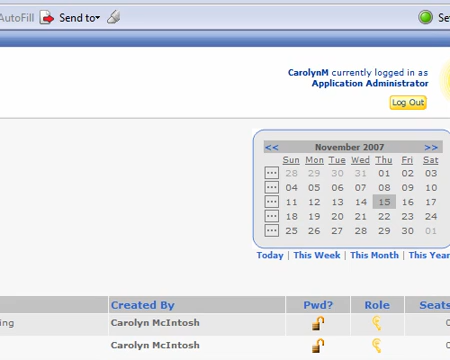 AutoFill Send to Set
CarolynM currently logged in as
Application Administrator
Log Out
<< November 2007 >>
Sun Mon Tue Wed Thu Fri Sat
28 29 30 31 01 02 03
04 05 06 07 08 09 10
11 12 13 14 15 16 17
18 19 20 21 22 23 24
25 26 27 28 29 30 01
Today | This Week | This Month | This Year
Created By Pwd? Role Seats
ing Carolyn McIntosh
Carolyn McIntosh